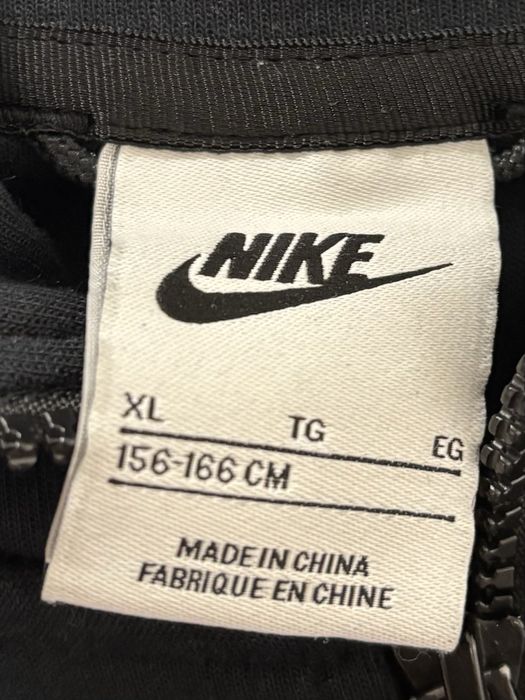 NIKE
XL TG EG
156-166 CM
MADE IN CHINA
FABRIQUE EN CHINE